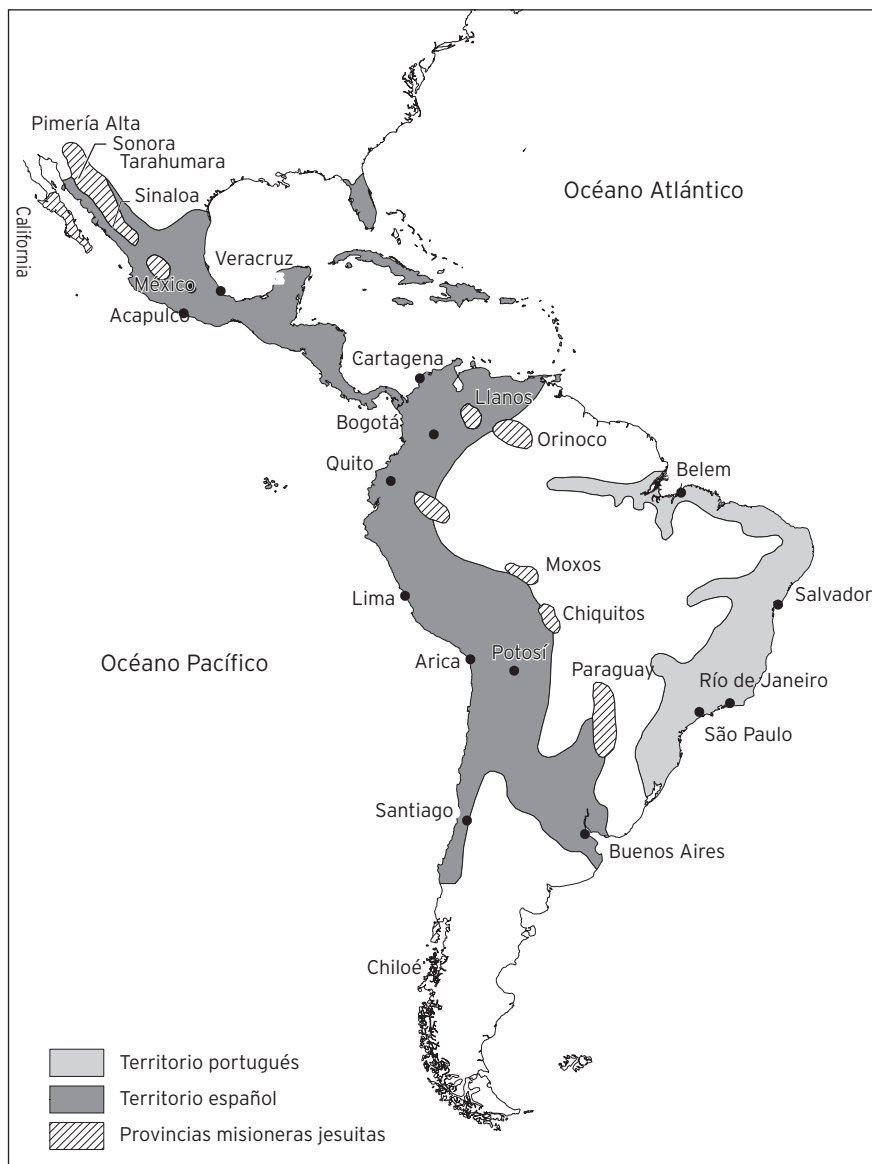 Pimería Alta
Sonora
Tarahumara
Sinaloa
California
Océano Atlántico
Veracruz
México
Acapulco
Cartagena
Llanos
Bogotá
Orinoco
Quito
Belem
Moxos
Lima
Chiquitos
Salvador
Océano Pacífico
Arica
Potosí
Paraguay
Río de Janeiro
São Paulo
Santiago
Buenos Aires
Chiloé
Territorio portugués
Territorio español
Provincias misioneras jesuitas